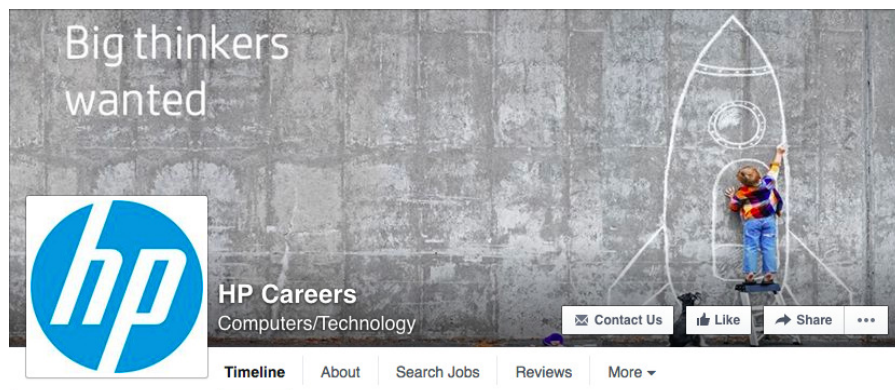 Big thinkers
wanted
hp
HP Careers
Computers/Technology
Contact Us
Like
Share
•••
Timeline
About
Search Jobs
Reviews
More